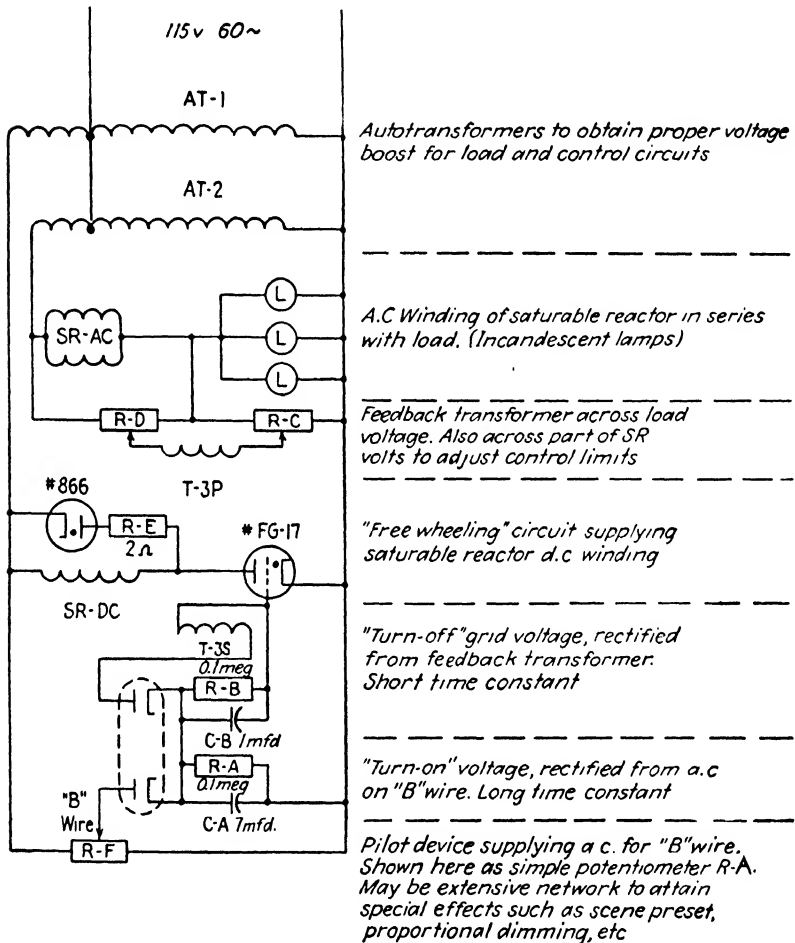 115v 60~
AT-1
Autotransformers to obtain proper voltage
boost for load and control circuits
AT-2
L
SR-AC
L
L
A.C Winding of saturable reactor in series
with load. (Incandescent lamps)
R-D
R-C
Feedback transformer across load
voltage. Also across part of SR
volts to adjust control limits
T-3P
#866
R-E
2Ω
# FG-17
"Free wheeling" circuit supplying
saturable reactor d.c winding
SR-DC
T-3S
0.1meg
R-B
"Turn-off" grid voltage, rectified
from feedback transformer.
Short time constant
C-B 1mfd
R-A
0.1meg
C-A 7mfd.
"Turn-on" voltage, rectified from a.c
on "B" wire. Long time constant
"B"
Wire
R-F
Pilot device supplying a c. for "B" wire.
Shown here as simple potentiometer R-A.
May be extensive network to attain
special effects such as scene preset,
proportional dimming, etc